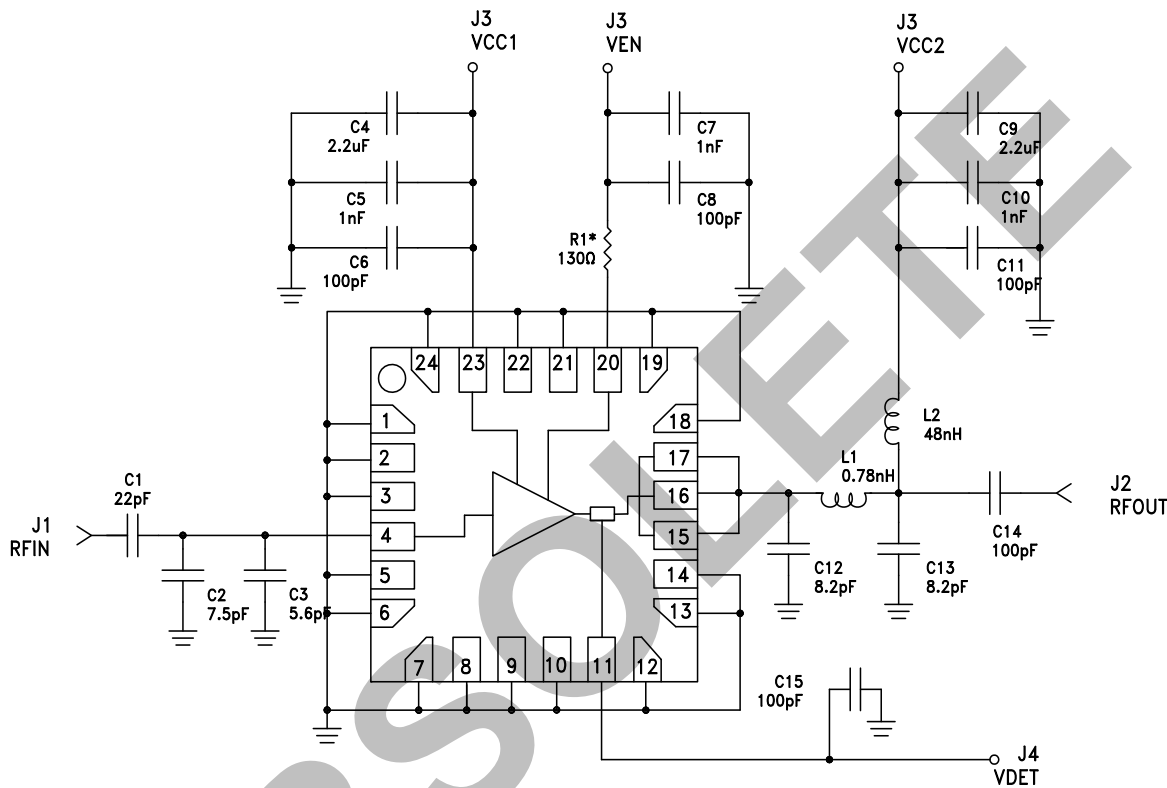 J3
VCC1
J3
VEN
J3
VCC2
C4
2.2uF
C7
1nF
C9
2.2uF
C5
1nF
C8
100pF
C10
1nF
C6
100pF
R1*
130Ω
C11
100pF
24 23 22 21 20 19
1
18
2
17
3
16
4
15
5
14
6
13
7 8 9 10 11 12
L2
48nH
L1
0.78nH
C1
22pF
J1
RFIN
C2
7.5pF
C3
5.6pF
J2
RFOUT
C14
100pF
C12
8.2pF
C13
8.2pF
C15
100pF
J4
VDET
OBSOLETE